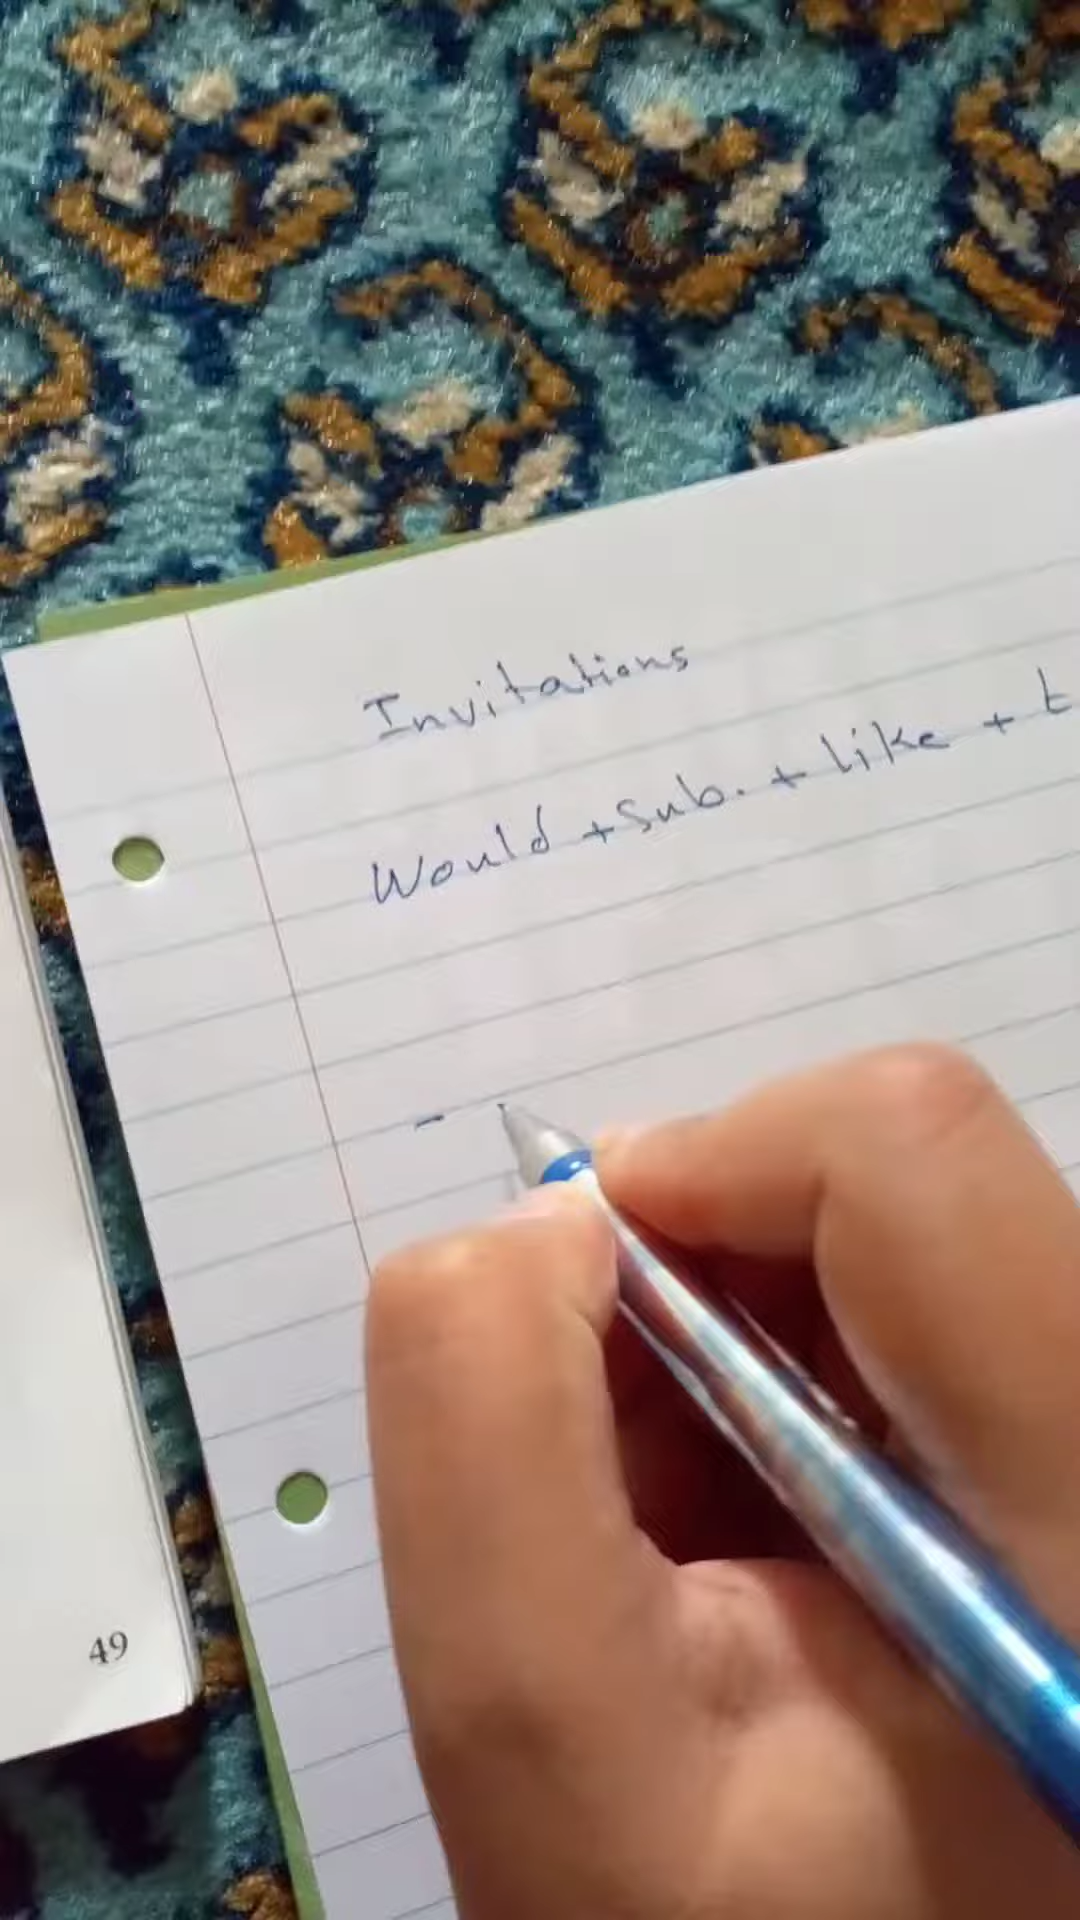 Invitations
Would + sub. + like + t
-
49